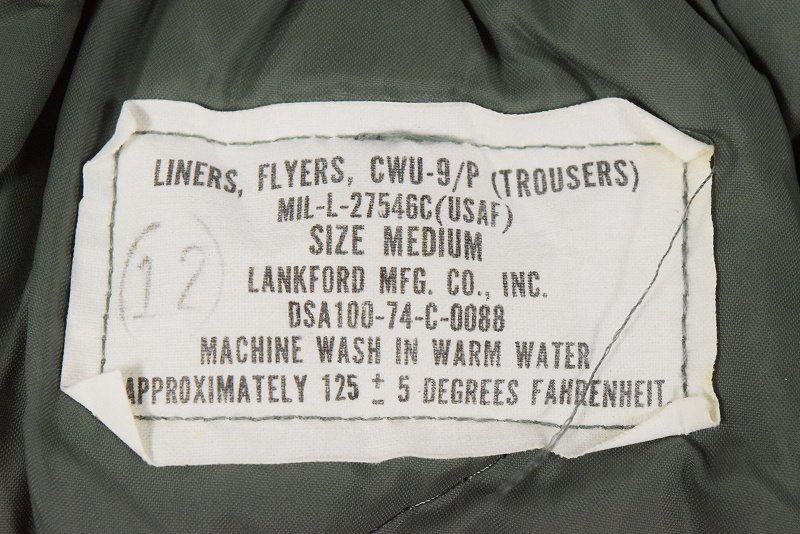 LINERS, FLYERS, CWU-9/P (TROUSERS)
MIL-L-27546C(USAF)
SIZE MEDIUM
12
LANKFORD MFG. CO., INC.
DSA100-74-C-0088
MACHINE WASH IN WARM WATER
APPROXIMATELY 125 ± 5 DEGREES FAHRENHEIT